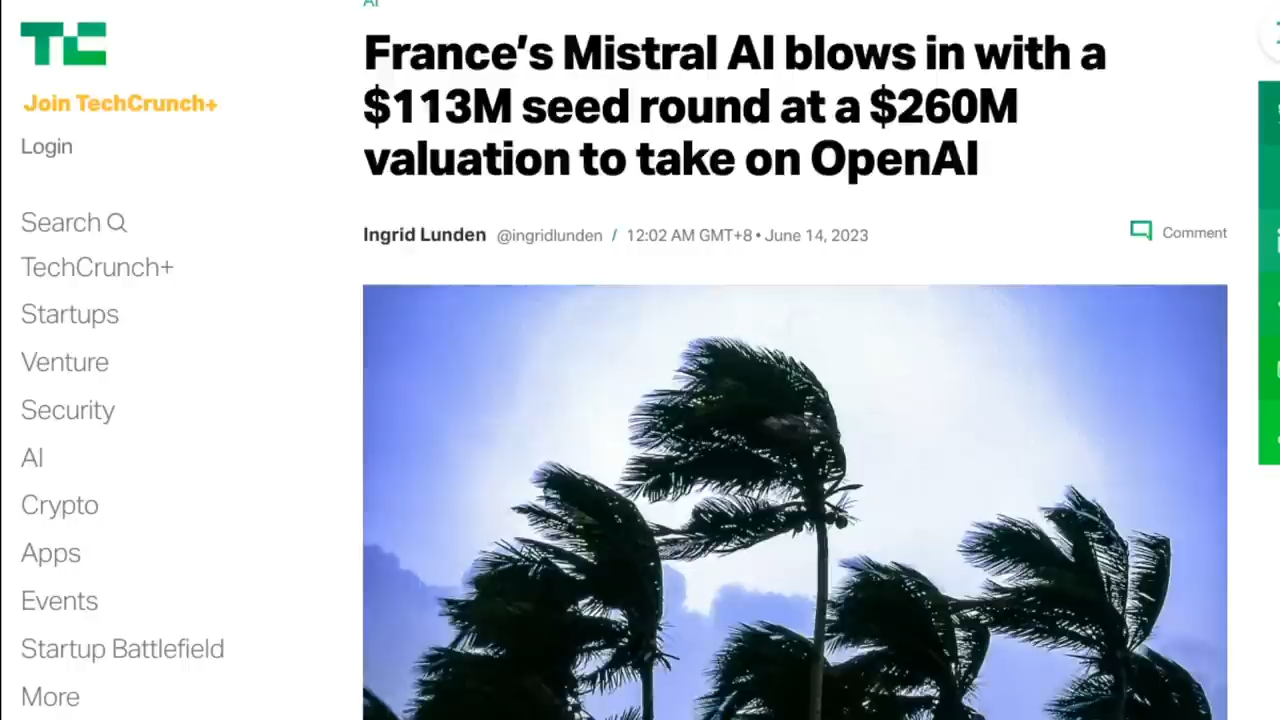 TC
Join TechCrunch+
Login
Search
TechCrunch+
Startups
Venture
Security
AI
Crypto
Apps
Events
Startup Battlefield
More
AI
France's Mistral AI blows in with a
$113M seed round at a $260M
valuation to take on OpenAI
Ingrid Lunden @ingridlunden / 12:02 AM GMT+8 • June 14, 2023
Comment